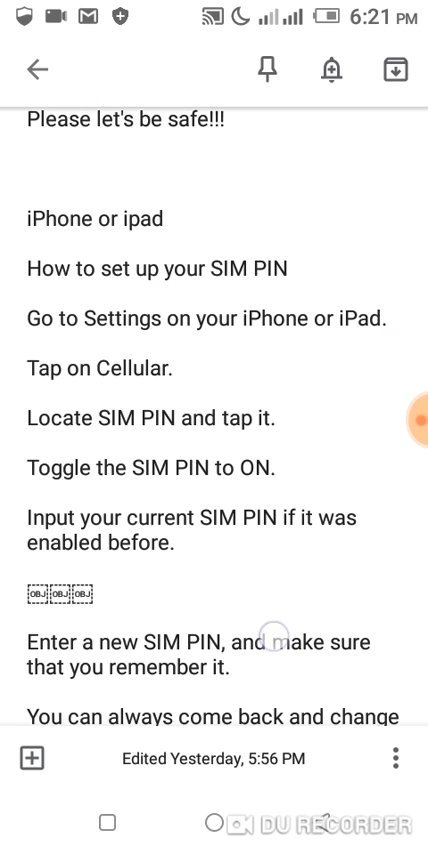 6:21 PM
Please let's be safe!!!
iPhone or ipad
How to set up your SIM PIN
Go to Settings on your iPhone or iPad.
Tap on Cellular.
Locate SIM PIN and tap it.
Toggle the SIM PIN to ON.
Input your current SIM PIN if it was
enabled before.
OBJ OBJ OBJ
Enter a new SIM PIN, and make sure
that you remember it.
You can always come back and change
Edited Yesterday, 5:56 PM
DU RECORDER